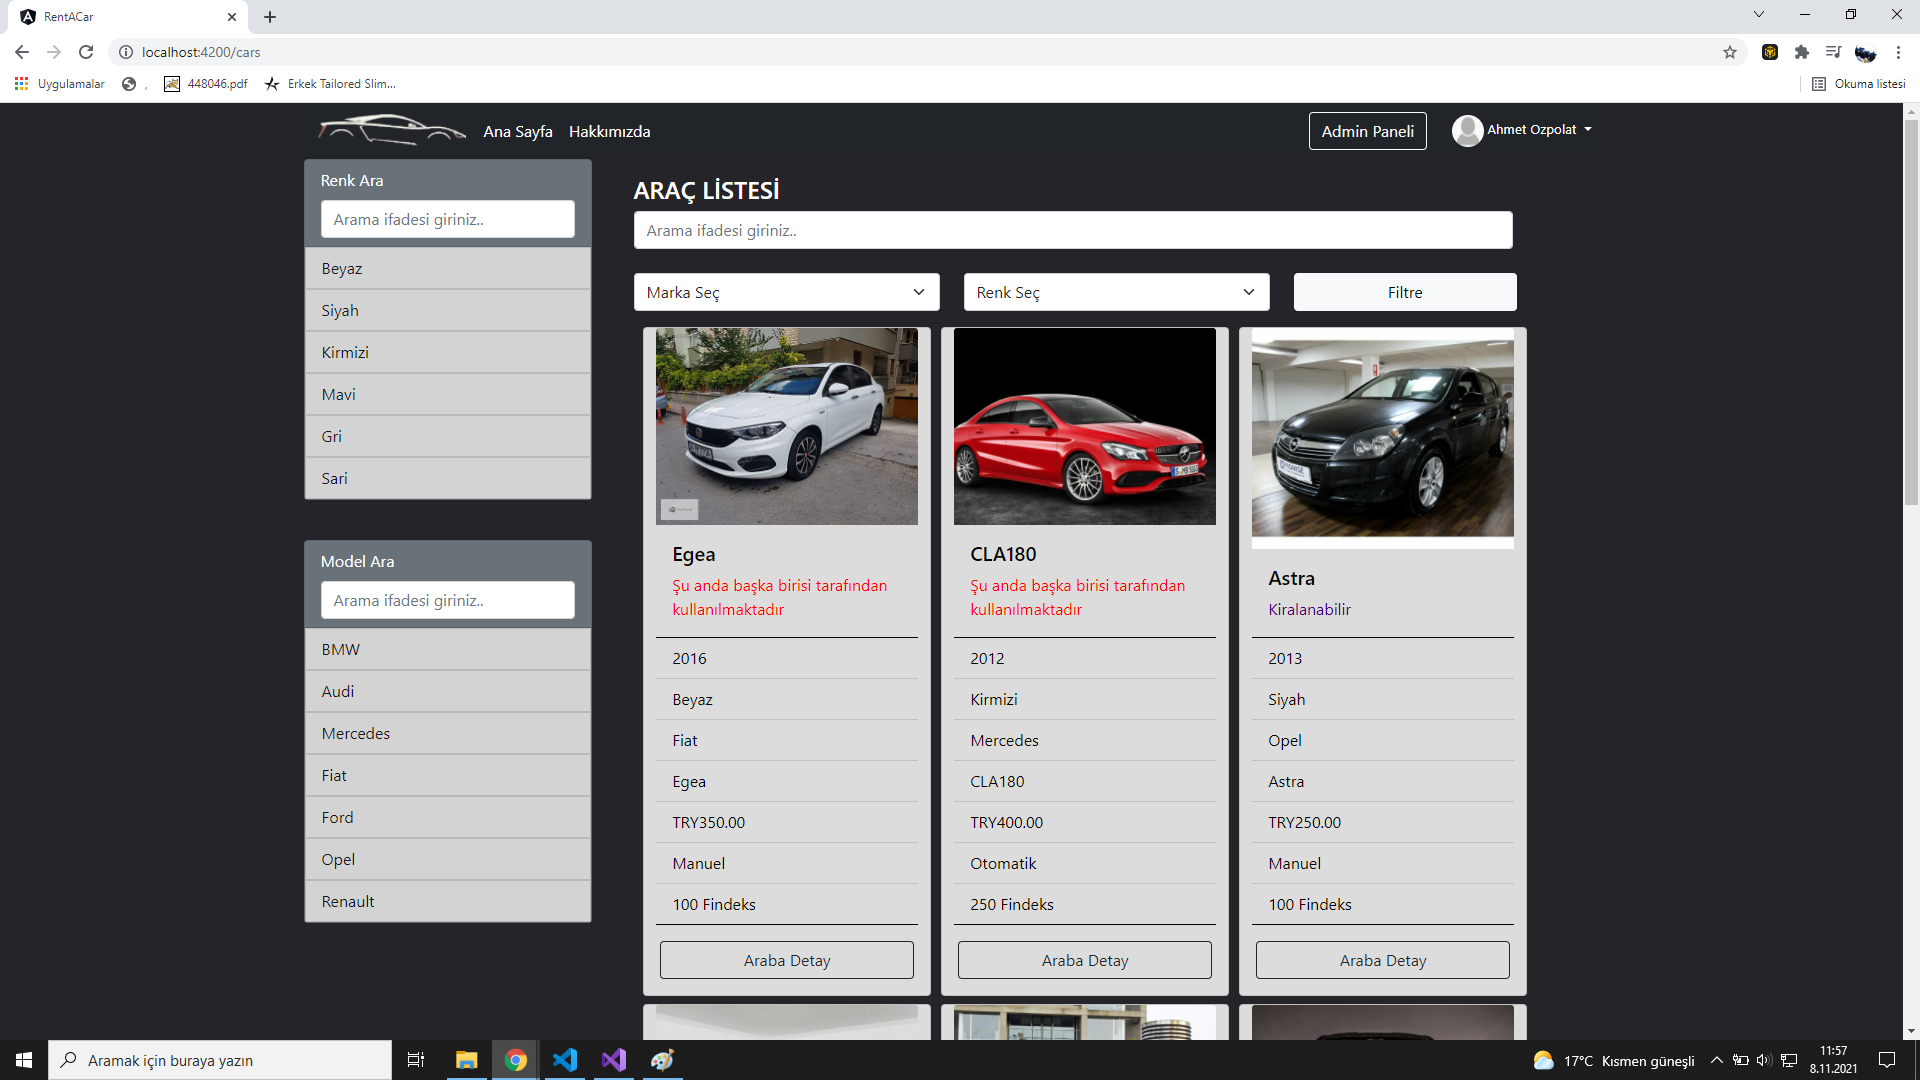 RentACar
localhost:4200/cars
Uygulamalar
,
448046.pdf
Erkek Tailored Slim...
Okuma listesi
Ana Sayfa
Hakkımızda
Admin Paneli
Ahmet Ozpolat
Renk Ara
Arama ifadesi giriniz..
Beyaz
Siyah
Kirmizi
Mavi
Gri
Sari
Model Ara
Arama ifadesi giriniz..
BMW
Audi
Mercedes
Fiat
Ford
Opel
Renault
ARAÇ LİSTESİ
Arama ifadesi giriniz..
Marka Seç
Renk Seç
Filtre
Egea
Şu anda başka birisi tarafından
kullanılmaktadır
2016
Beyaz
Fiat
Egea
TRY350.00
Manuel
100 Findeks
Araba Detay
CLA180
Şu anda başka birisi tarafından
kullanılmaktadır
2012
Kirmizi
Mercedes
CLA180
TRY400.00
Otomatik
250 Findeks
Araba Detay
Astra
Kiralanabilir
2013
Siyah
Opel
Astra
TRY250.00
Manuel
100 Findeks
Araba Detay
Aramak için buraya yazın
17°C Kısmen güneşli
11:57
8.11.2021